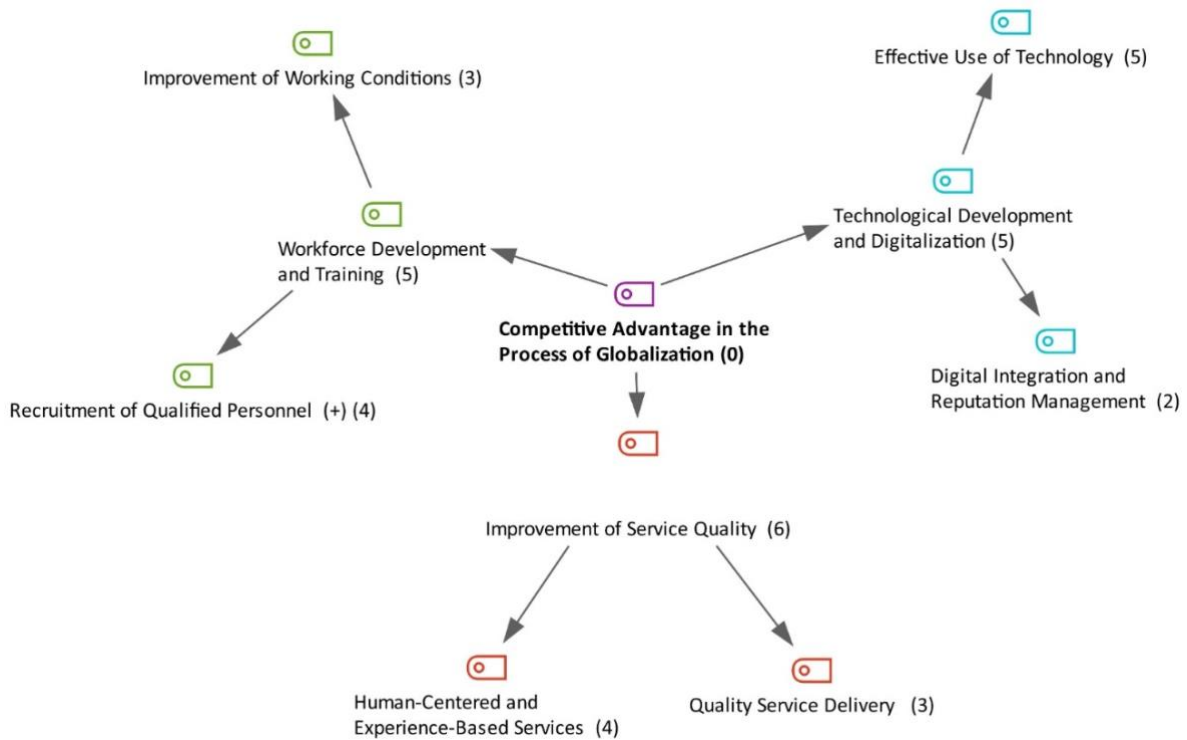 Effective Use of Technology (5)
Improvement of Working Conditions (3)
Technological Development
and Digitalization (5)
Workforce Development
and Training (5)
Competitive Advantage in the
Process of Globalization (0)
Digital Integration and
Reputation Management (2)
Recruitment of Qualified Personnel (+) (4)
Improvement of Service Quality (6)
Human-Centered and
Experience-Based Services (4)
Quality Service Delivery (3)